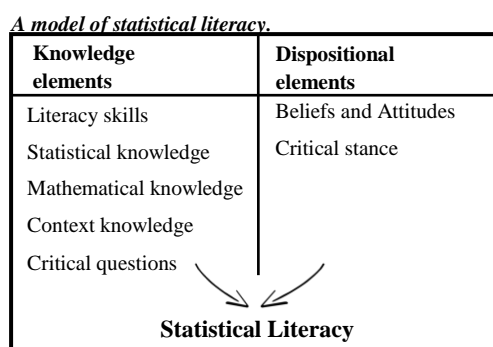 A model of statistical literacy.
Knowledge
elements
Dispositional
elements
Literacy skills
Statistical knowledge
Mathematical knowledge
Context knowledge
Critical questions
Beliefs and Attitudes
Critical stance
Statistical Literacy